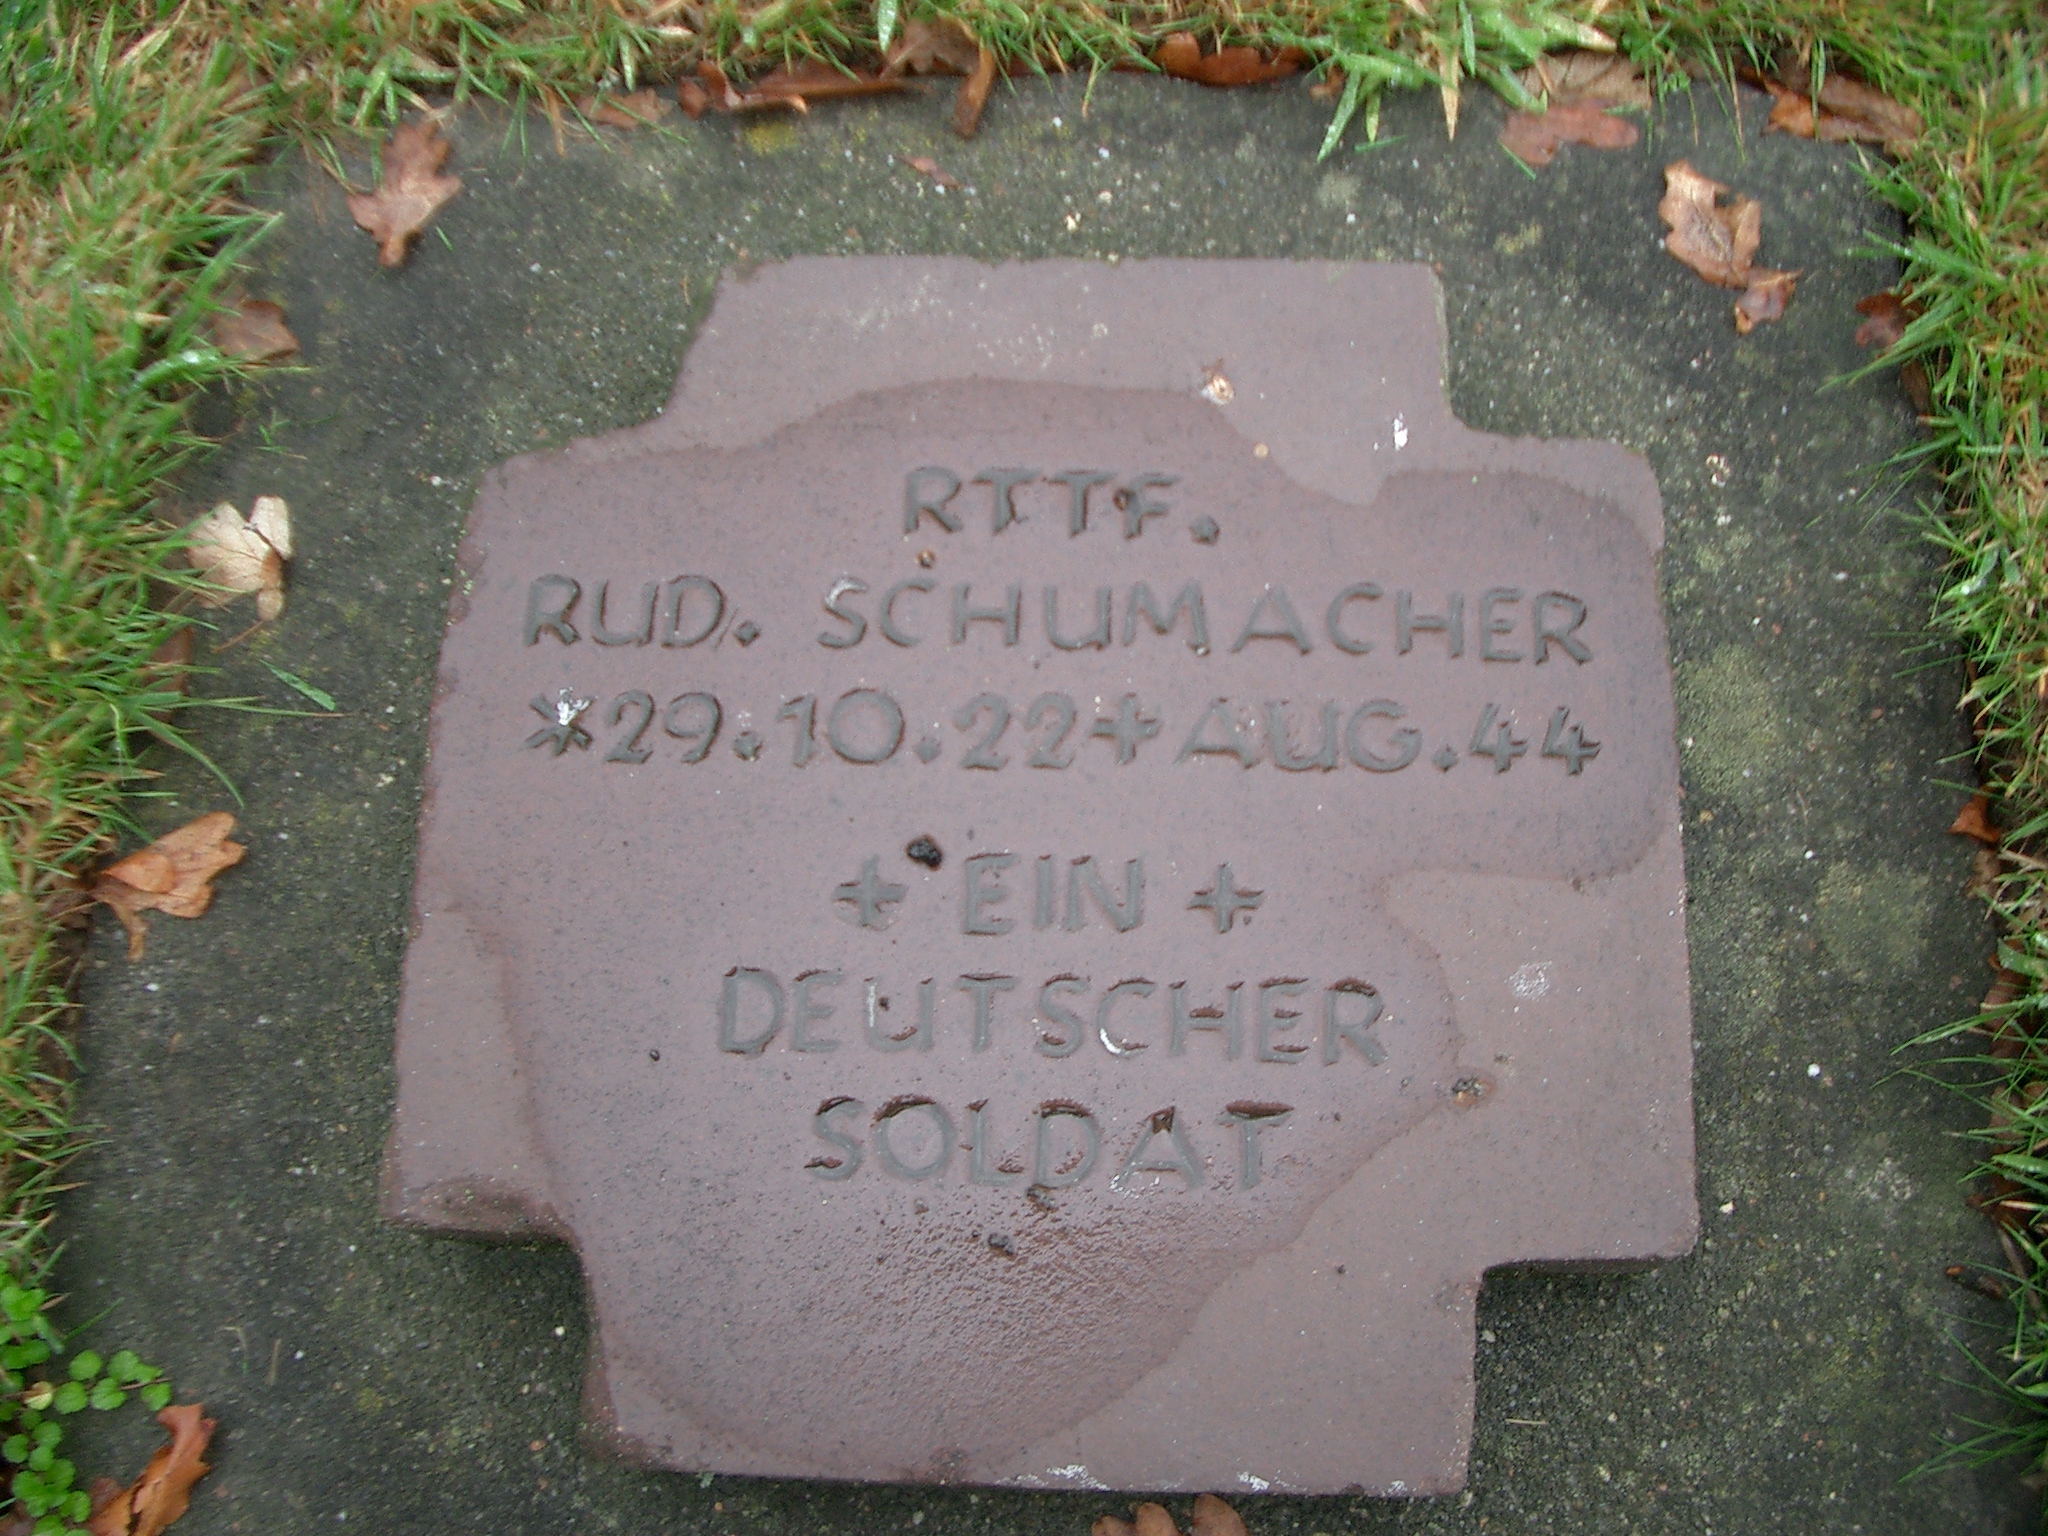 RTTF.
RUD. SCHUMACHER
*29.10.22+AUG.44
+ EIN +
DEUTSCHER
SOLDAT